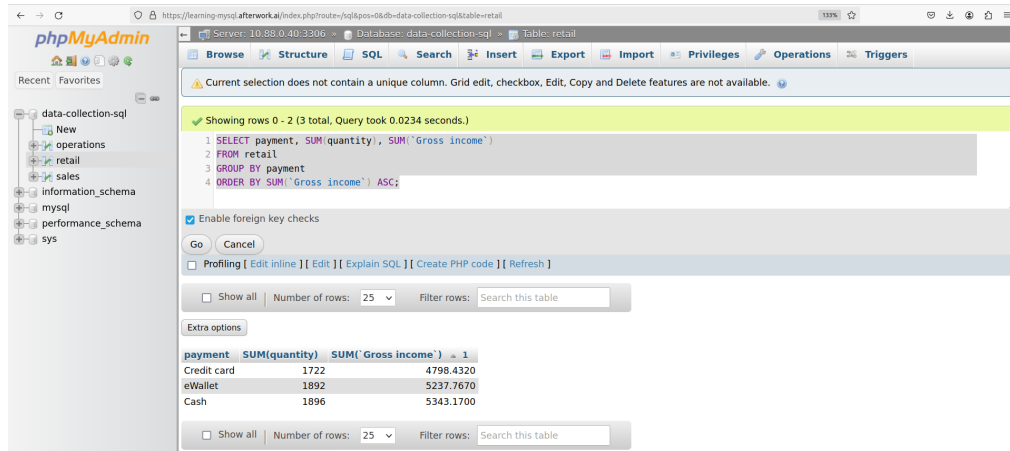 https://learning-mysql.afterwork.ai/index.php?route=/sql&pos=0&db=data-collection-sql&table=retail
133%
phpMyAdmin
Recent Favorites
data-collection-sql
New
operations
retail
sales
information_schema
mysql
performance_schema
sys
Server: 10.88.0.40:3306 » Database: data-collection-sql » Table: retail
Browse Structure SQL Search Insert Export Import Privileges Operations Triggers
Current selection does not contain a unique column. Grid edit, checkbox, Edit, Copy and Delete features are not available.
Showing rows 0 - 2 (3 total, Query took 0.0234 seconds.)
1 SELECT payment, SUM(quantity), SUM(`Gross income`)
2 FROM retail
3 GROUP BY payment
4 ORDER BY SUM(`Gross income`) ASC;
Enable foreign key checks
Go Cancel
Profiling [ Edit inline ] [ Edit ] [ Explain SQL ] [ Create PHP code ] [ Refresh ]
Show all | Number of rows: 25 Filter rows: Search this table
Extra options
payment SUM(quantity) SUM(`Gross income`) 1
Credit card 1722 4798.4320
eWallet 1892 5237.7670
Cash 1896 5343.1700
Show all | Number of rows: 25 Filter rows: Search this table